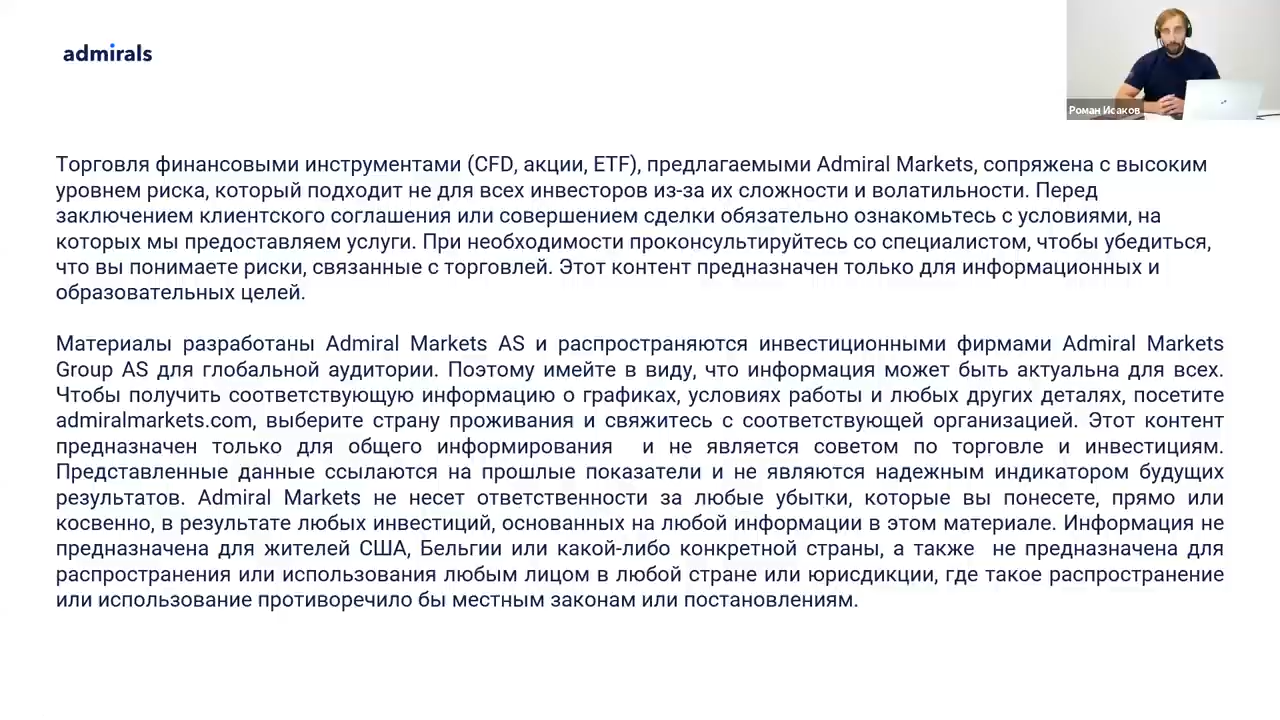 admirals
Роман Исаков
Торговля финансовыми инструментами (CFD, акции, ETF), предлагаемыми Admiral Markets, сопряжена с высоким
уровнем риска, который подходит не для всех инвесторов из-за их сложности и волатильности. Перед
заключением клиентского соглашения или совершением сделки обязательно ознакомьтесь с условиями, на
которых мы предоставляем услуги. При необходимости проконсультируйтесь со специалистом, чтобы убедиться,
что вы понимаете риски, связанные с торговлей. Этот контент предназначен только для информационных и
образовательных целей.
Материалы разработаны Admiral Markets AS и распространяются инвестиционными фирмами Admiral Markets
Group AS для глобальной аудитории. Поэтому имейте в виду, что информация может быть актуальна для всех.
Чтобы получить соответствующую информацию о графиках, условиях работы и любых других деталях, посетите
admiralmarkets.com, выберите страну проживания и свяжитесь с соответствующей организацией. Этот контент
предназначен только для общего информирования и не является советом по торговле и инвестициям.
Представленные данные ссылаются на прошлые показатели и не являются надежным индикатором будущих
результатов. Admiral Markets не несет ответственности за любые убытки, которые вы понесете, прямо или
косвенно, в результате любых инвестиций, основанных на любой информации в этом материале. Информация не
предназначена для жителей США, Бельгии или какой-либо конкретной страны, а также не предназначена для
распространения или использования любым лицом в любой стране или юрисдикции, где такое распространение
или использование противоречило бы местным законам или постановлениям.